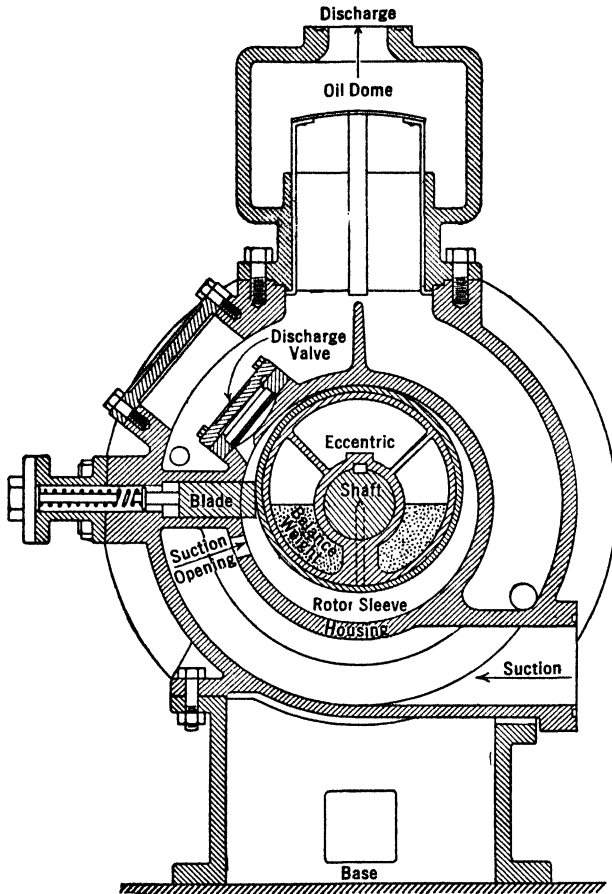 Discharge
Oil Dome
Discharge
Valve
Eccentric
Shaft
Blade
Balance
Weight
Suction
Opening
Rotor Sleeve
Housing
Suction
Base